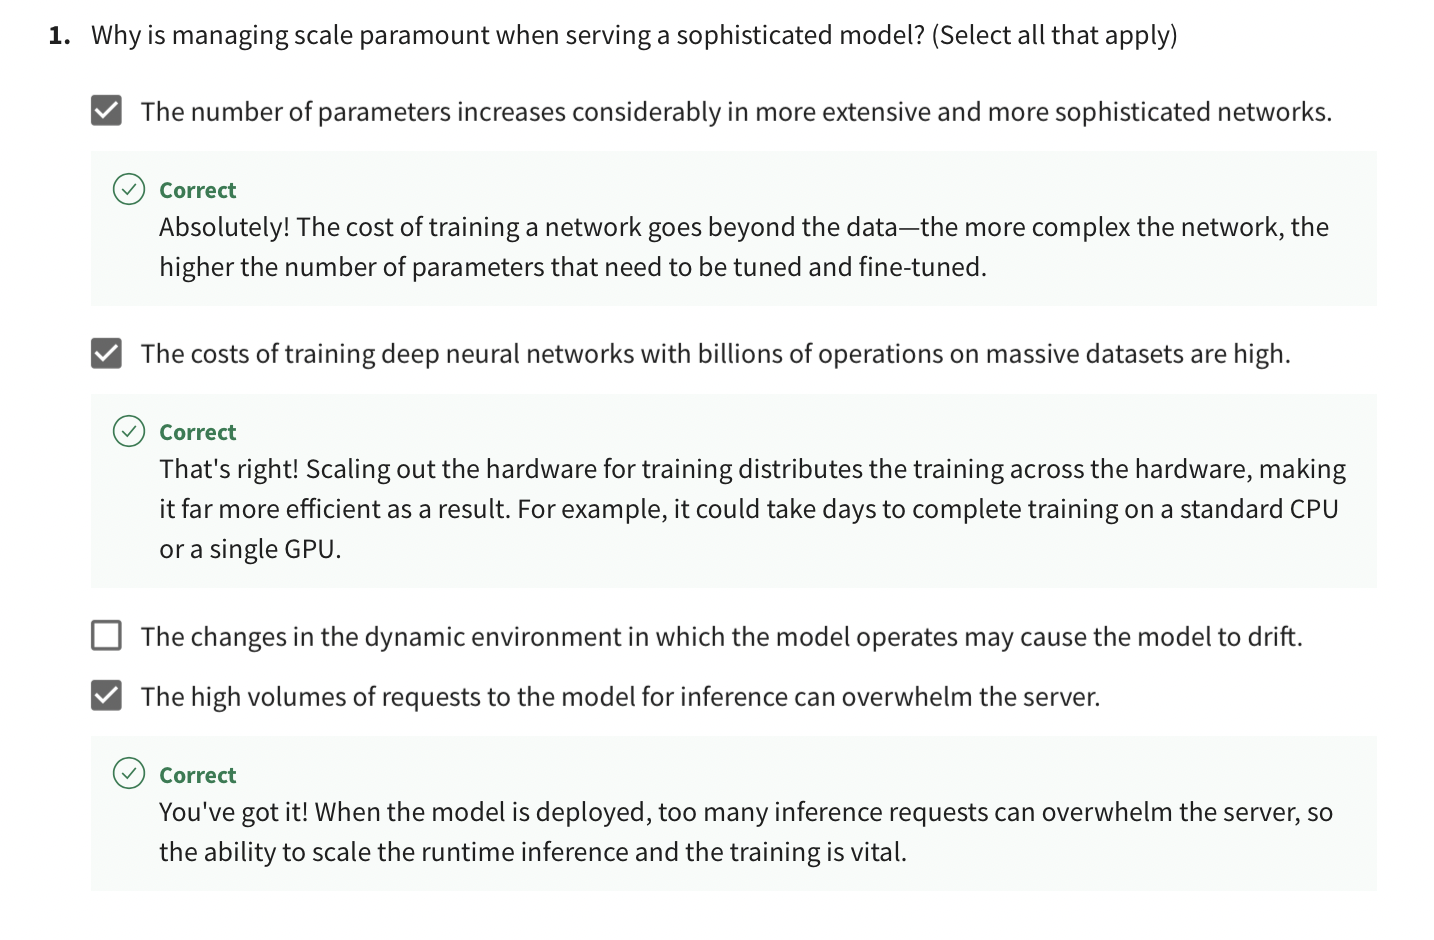 1. Why is managing scale paramount when serving a sophisticated model? (Select all that apply)
The number of parameters increases considerably in more extensive and more sophisticated networks.
Correct
Absolutely! The cost of training a network goes beyond the data—the more complex the network, the
higher the number of parameters that need to be tuned and fine-tuned.
The costs of training deep neural networks with billions of operations on massive datasets are high.
Correct
That's right! Scaling out the hardware for training distributes the training across the hardware, making
it far more efficient as a result. For example, it could take days to complete training on a standard CPU
or a single GPU.
The changes in the dynamic environment in which the model operates may cause the model to drift.
The high volumes of requests to the model for inference can overwhelm the server.
Correct
You've got it! When the model is deployed, too many inference requests can overwhelm the server, so
the ability to scale the runtime inference and the training is vital.